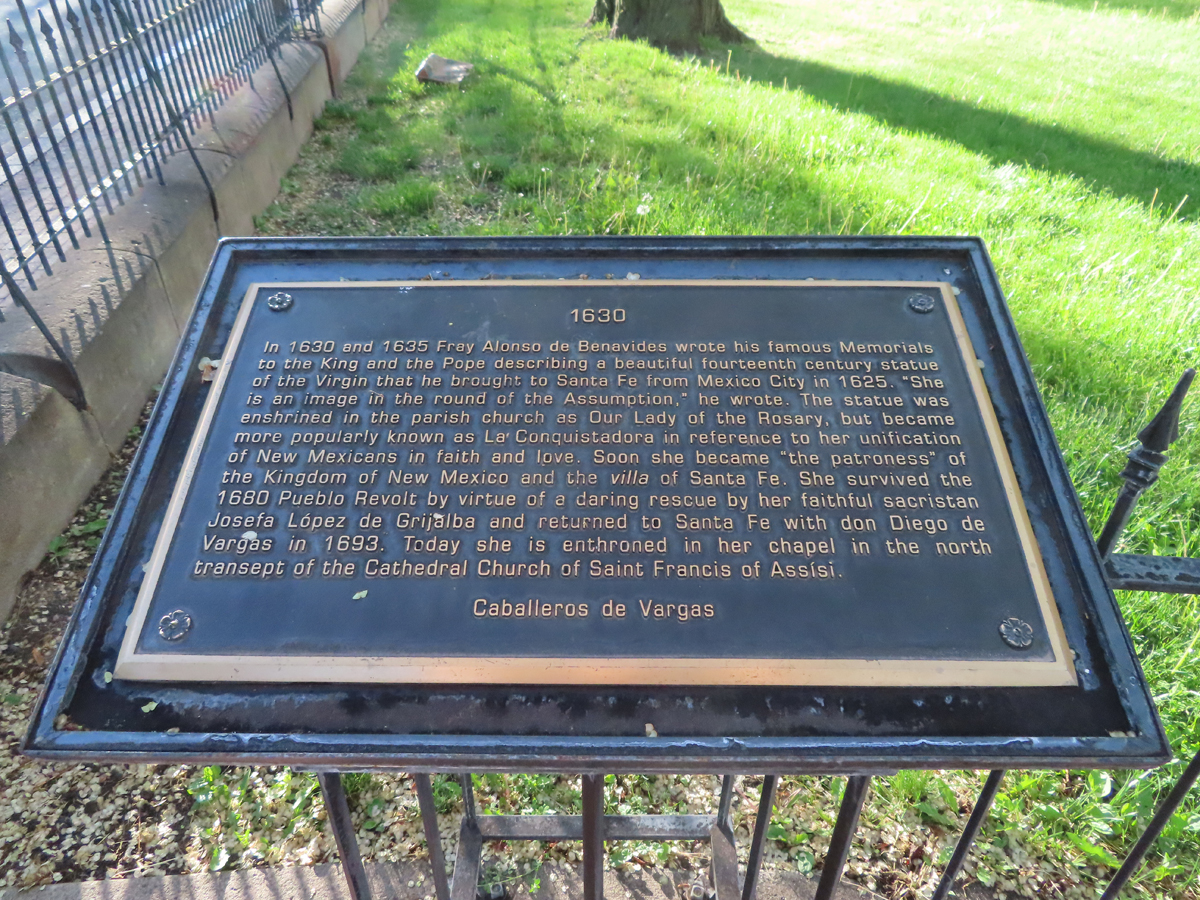 1630
In 1630 and 1635 Fray Alonso de Benavides wrote his famous Memorials
to the King and the Pope describing a beautiful fourteenth century statue
of the Virgin that he brought to Santa Fe from Mexico City in 1625. "She
is an image in the round of the Assumption," he wrote. The statue was
enshrined in the parish church as Our Lady of the Rosary, but became
more popularly known as La Conquistadora in reference to her unification
of New Mexicans in faith and love. Soon she became "the patroness" of
the Kingdom of New Mexico and the villa of Santa Fe. She survived the
1680 Pueblo Revolt by virtue of a daring rescue by her faithful sacristan
Josefa López de Grijalba and returned to Santa Fe with don Diego de
Vargas in 1693. Today she is enthroned in her chapel in the north
transept of the Cathedral Church of Saint Francis of Assísi.
Caballeros de Vargas